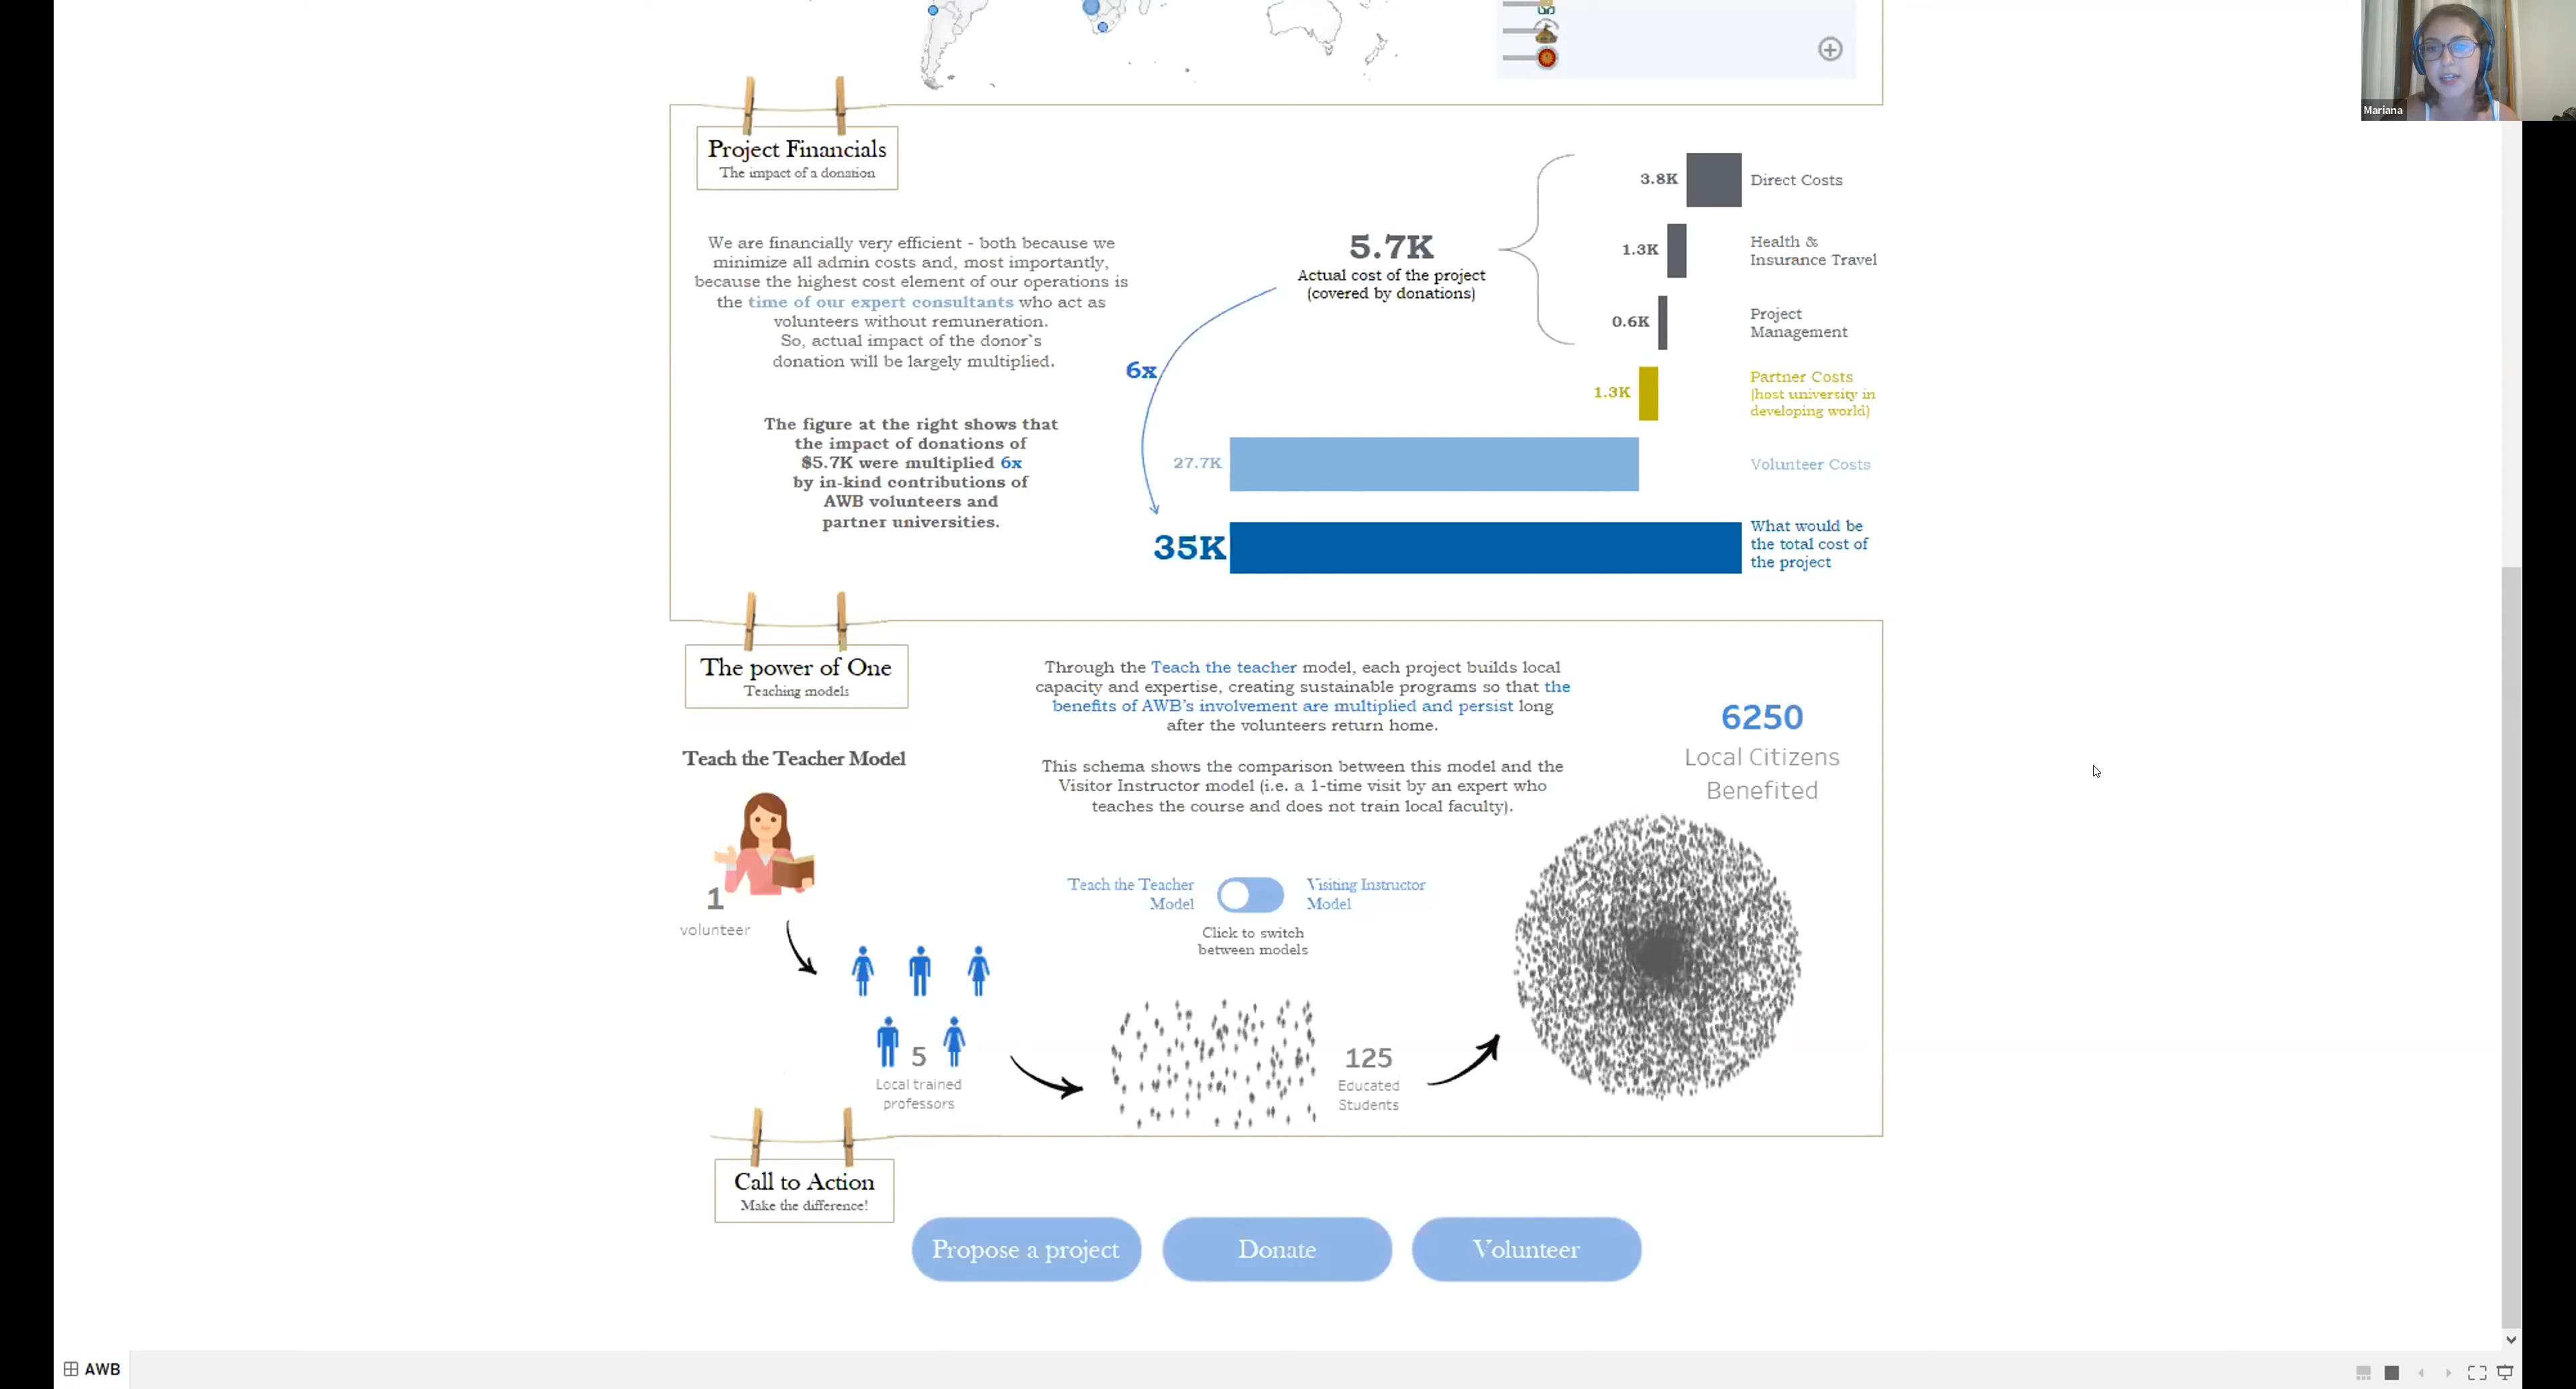 Mariana
Project Financials
The impact of a donation
We are financially very efficient - both because we
minimize all admin costs and, most importantly,
because the highest cost element of our operations is
the time of our expert consultants who act as
volunteers without remuneration.
So, actual impact of the donor`s
donation will be largely multiplied.
The figure at the right shows that
the impact of donations of
$5.7K were multiplied 6x
by in-kind contributions of
AWB volunteers and
partner universities.
5.7K
Actual cost of the project
(covered by donations)
6x
3.8K
Direct Costs
1.3K
Health &
Insurance Travel
0.6K
Project
Management
1.3K
Partner Costs
(host university in
developing world)
27.7K
Volunteer Costs
35K
What would be
the total cost of
the project
The power of One
Teaching models
Through the Teach the teacher model, each project builds local
capacity and expertise, creating sustainable programs so that the
benefits of AWB's involvement are multiplied and persist long
after the volunteers return home.
This schema shows the comparison between this model and the
Visitor Instructor model (i.e. a 1-time visit by an expert who
teaches the course and does not train local faculty).
Teach the Teacher Model
1
volunteer
5
Local trained
professors
Teach the Teacher
Model
Visiting Instructor
Model
Click to switch
between models
125
Educated
Students
6250
Local Citizens
Benefited
Call to Action
Make the difference!
Propose a project
Donate
Volunteer
AWB